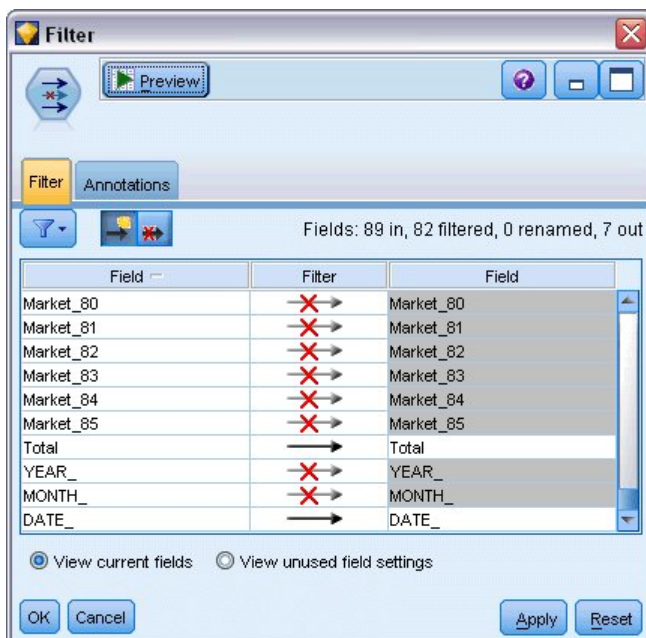 Filter
Preview
Filter
Annotations
Fields: 89 in, 82 filtered, 0 renamed, 7 out
Field Filter Field
Market_80 Market_80
Market_81 Market_81
Market_82 Market_82
Market_83 Market_83
Market_84 Market_84
Market_85 Market_85
Total Total
YEAR_ YEAR_
MONTH_ MONTH_
DATE_ DATE_
View current fields View unused field settings
OK Cancel Apply Reset